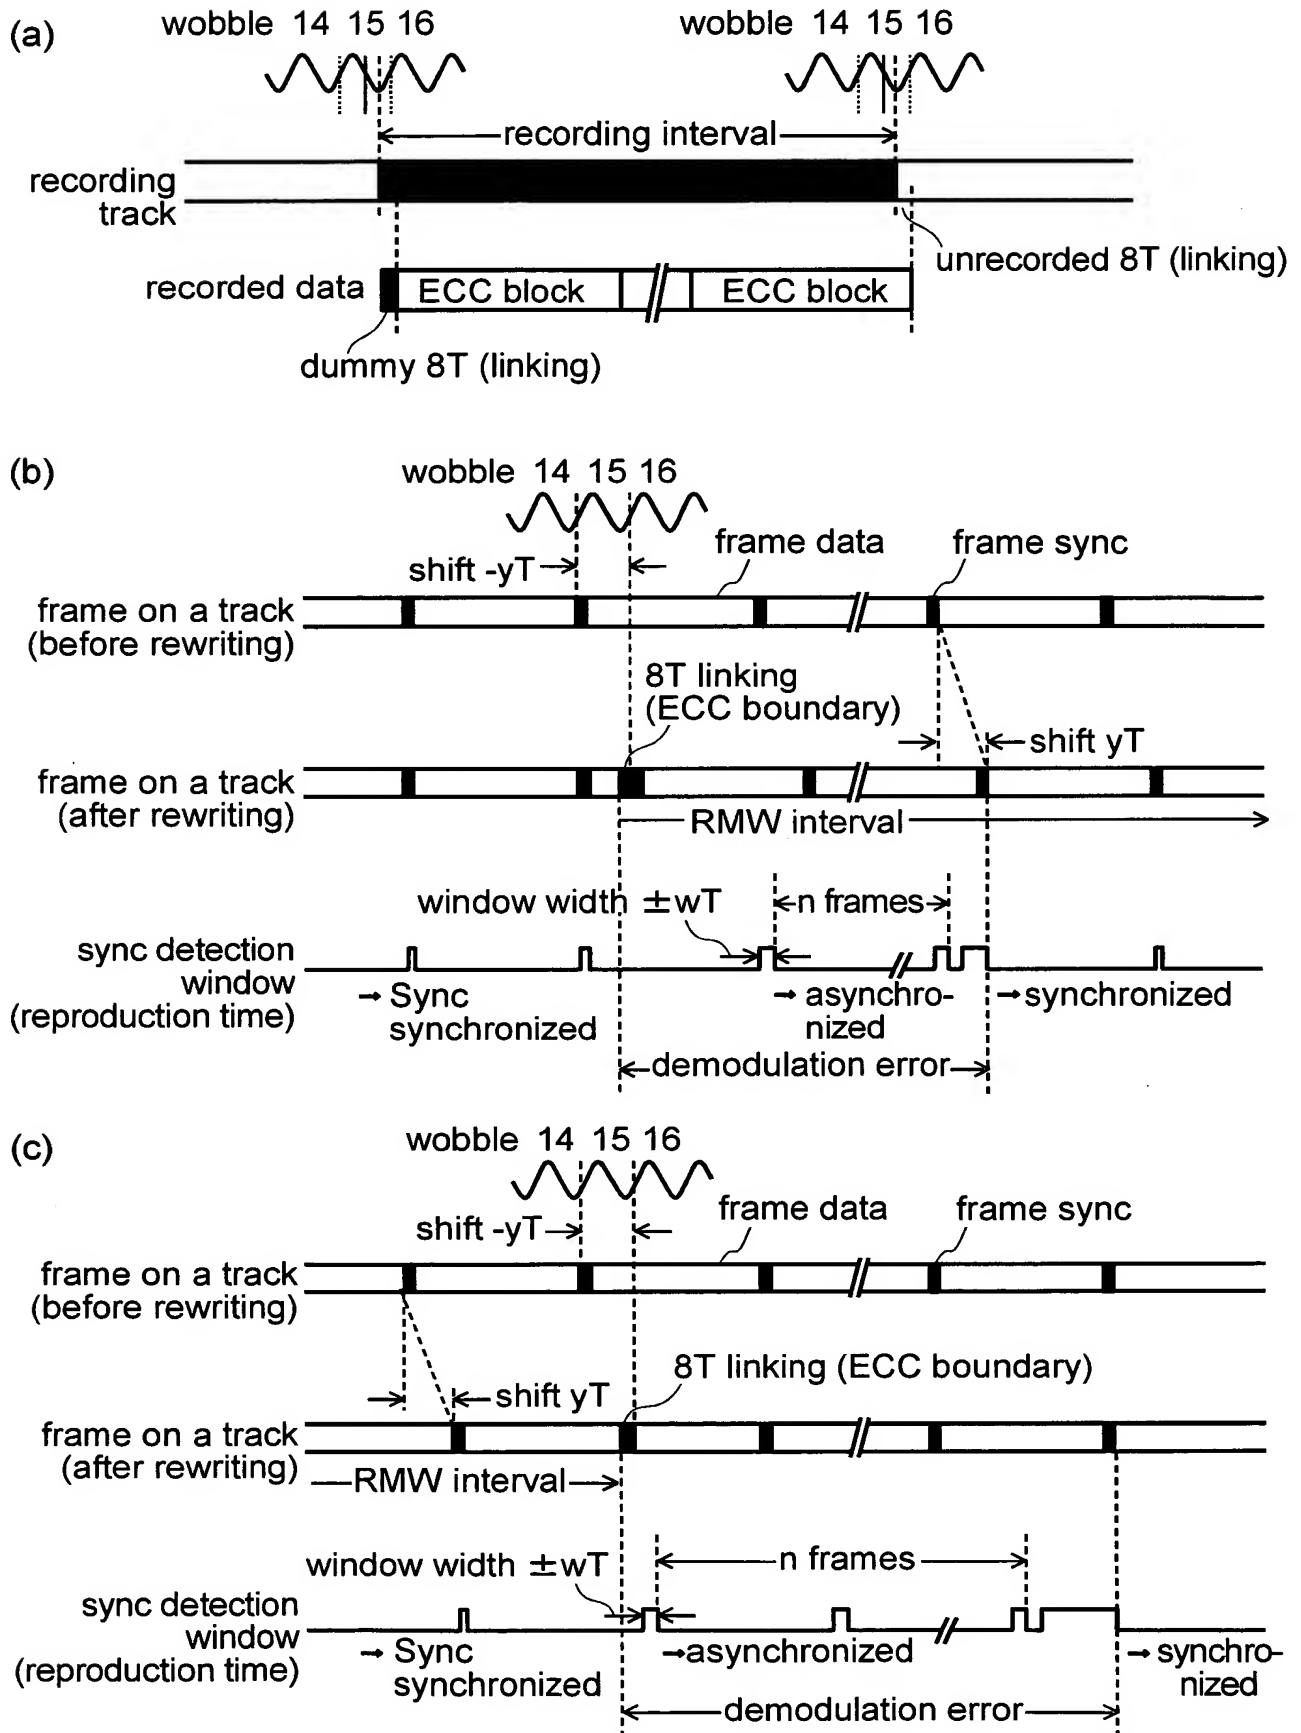 (a)
wobble 14 15 16
wobble 14 15 16
recording interval
recording
track
unrecorded 8T (linking)
recorded data
ECC block
ECC block
dummy 8T (linking)
(b)
wobble 14 15 16
frame data
frame sync
shift -yT
frame on a track
(before rewriting)
8T linking
(ECC boundary)
shift yT
frame on a track
(after rewriting)
RMW interval
window width ±wT
n frames
sync detection
window
(reproduction time)
→ Sync
synchronized
→ asynchro-
nized
→ synchronized
demodulation error
(c)
wobble 14 15 16
frame data
frame sync
shift -yT
frame on a track
(before rewriting)
8T linking (ECC boundary)
shift yT
frame on a track
(after rewriting)
RMW interval
window width ±wT
n frames
sync detection
window
(reproduction time)
→ Sync
synchronized
→asynchronized
→ synchro-
nized
demodulation error